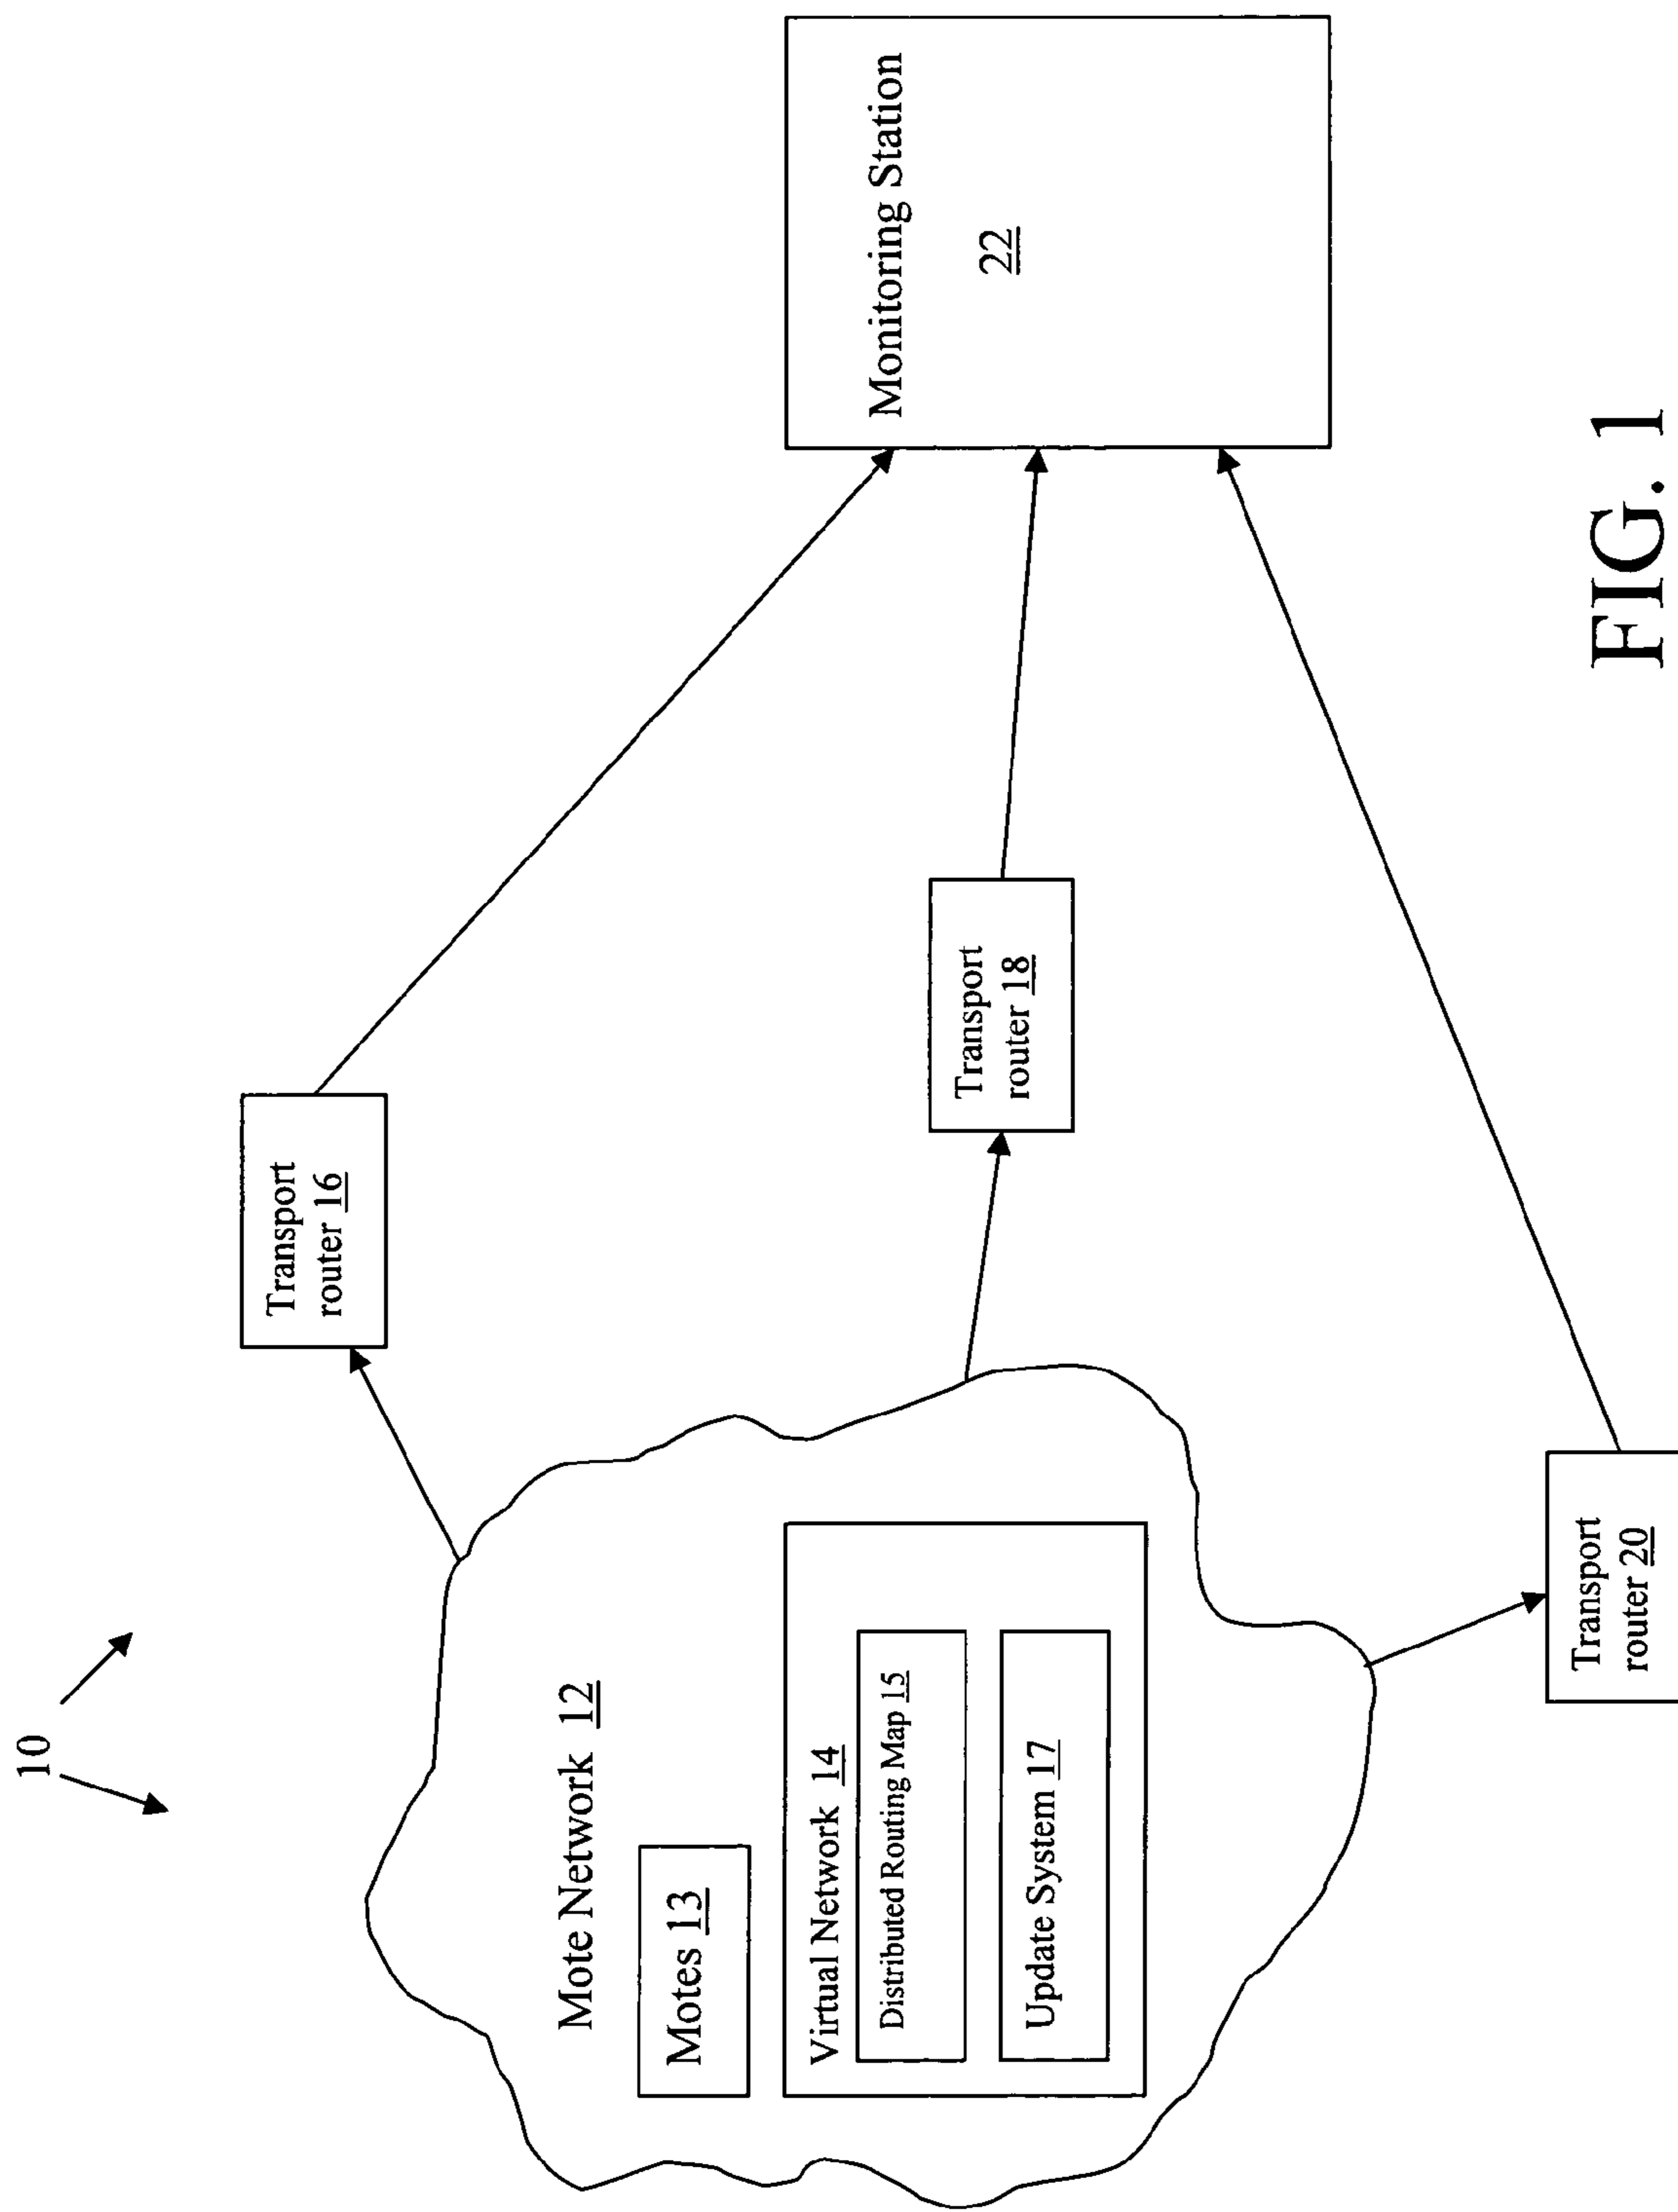 10
Mote Network 12
Motes 13
Virtual Network 14
Distributed Routing Map 15
Update System 17
Transport
router 16
Transport
router 18
Transport
router 20
Monitoring Station
22
FIG. 1